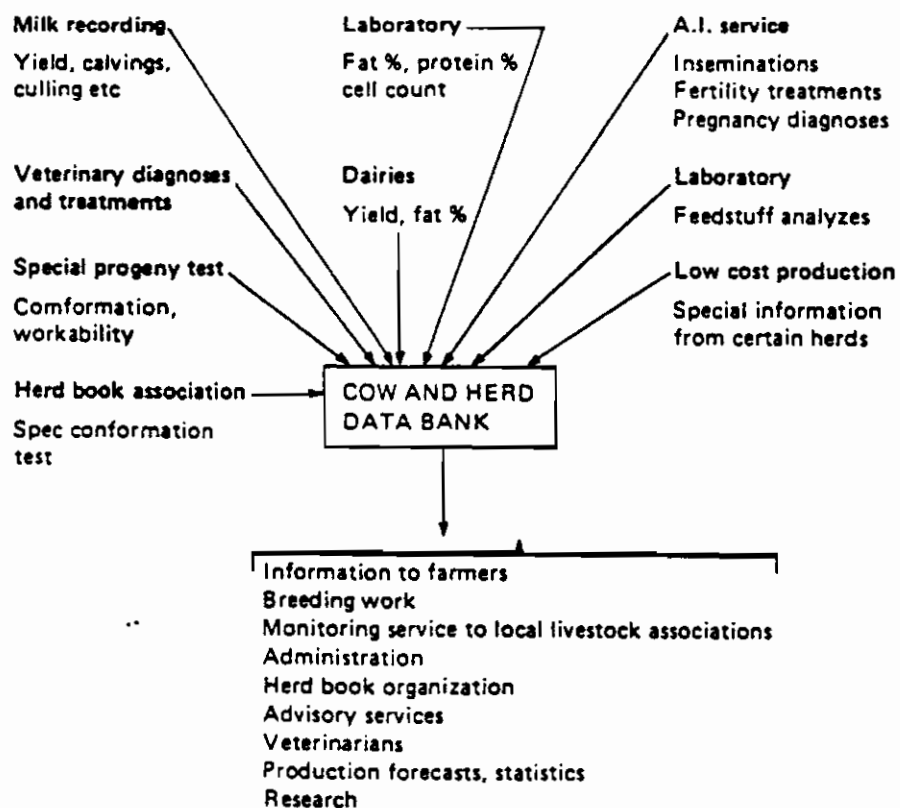 Milk recording
Yield, calvings,
culling etc
Laboratory
Fat %, protein %
cell count
A.I. service
Inseminations
Fertility treatments
Pregnancy diagnoses
Veterinary diagnoses
and treatments
Dairies
Yield, fat %
Laboratory
Feedstuff analyzes
Special progeny test
Comformation,
workability
Low cost production
Special information
from certain herds
Herd book association
Spec conformation
test
COW AND HERD
DATA BANK
Information to farmers
Breeding work
Monitoring service to local livestock associations
Administration
Herd book organization
Advisory services
Veterinarians
Production forecasts, statistics
Research